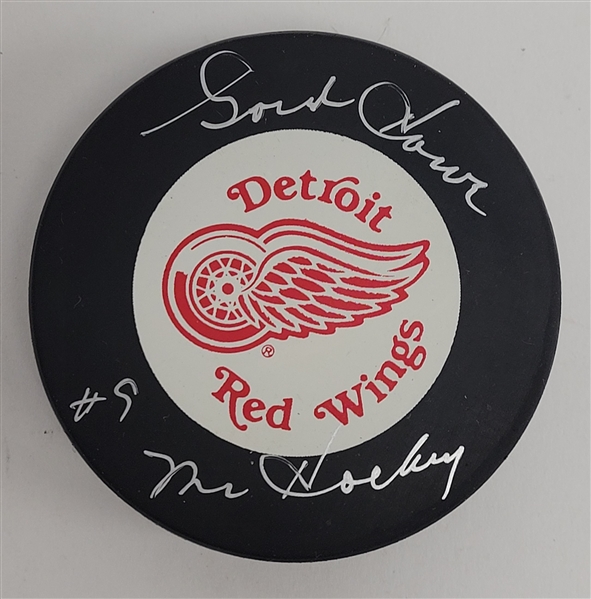 Gord Howe
Detroit
®
Red Wings
#9
Mr Hockey